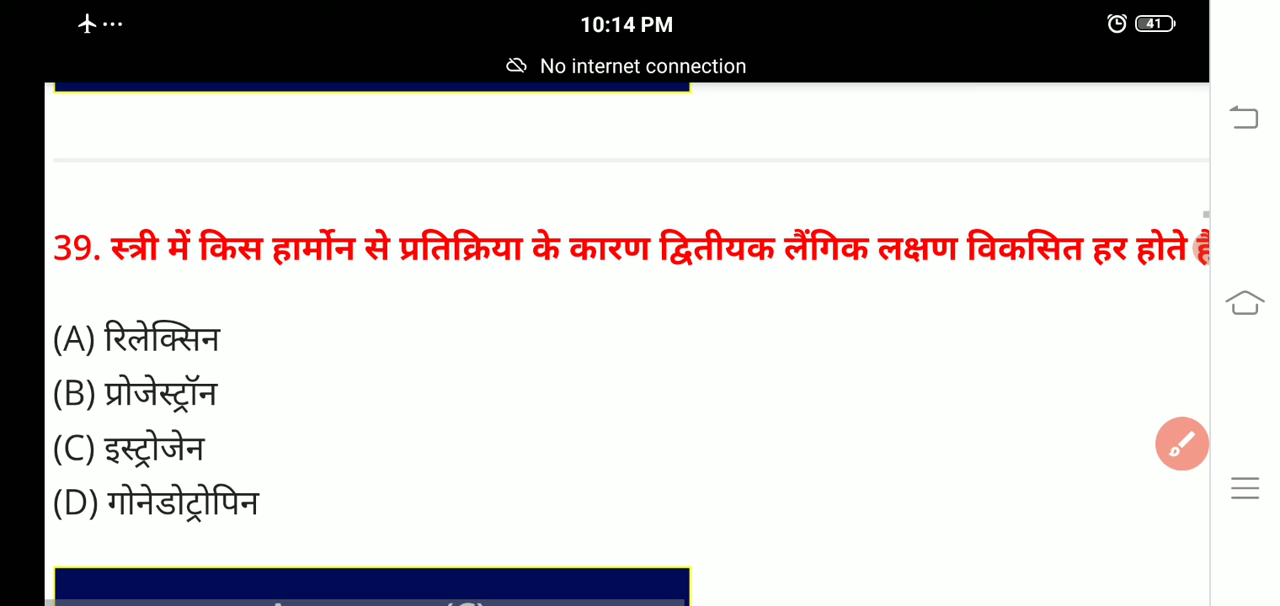 10:14 PM
41
No internet connection
39. स्त्री में किस हार्मोन से प्रतिक्रिया के कारण द्वितीयक लैंगिक लक्षण विकसित हर होते
(A) रिलेक्सिन
(B) प्रोजेस्ट्रॉन
(C) इस्ट्रोजेन
(D) गोनेडोट्रोपिन